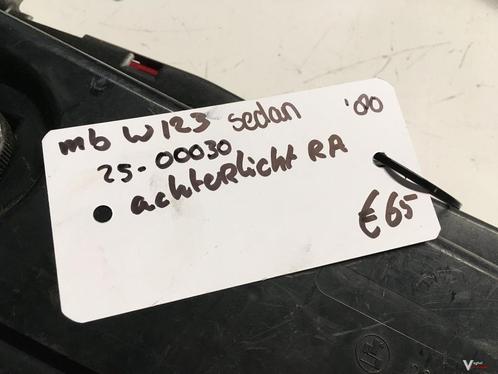 mb W123 sedan '00
25-00030
achterlicht RA
€65